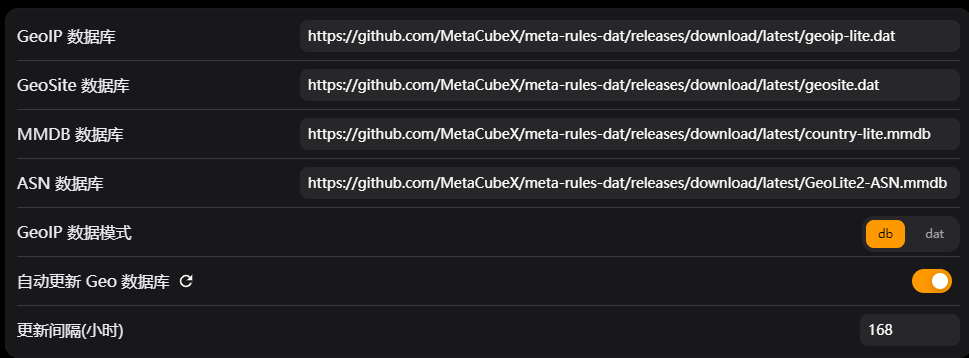 GeoIP 数据库 https://github.com/MetaCubeX/meta-rules-dat/releases/download/latest/geoip-lite.dat
GeoSite 数据库 https://github.com/MetaCubeX/meta-rules-dat/releases/download/latest/geosite.dat
MMDB 数据库 https://github.com/MetaCubeX/meta-rules-dat/releases/download/latest/country-lite.mmdb
ASN 数据库 https://github.com/MetaCubeX/meta-rules-dat/releases/download/latest/GeoLite2-ASN.mmdb
GeoIP 数据模式 db dat
自动更新 Geo 数据库
更新间隔(小时) 168